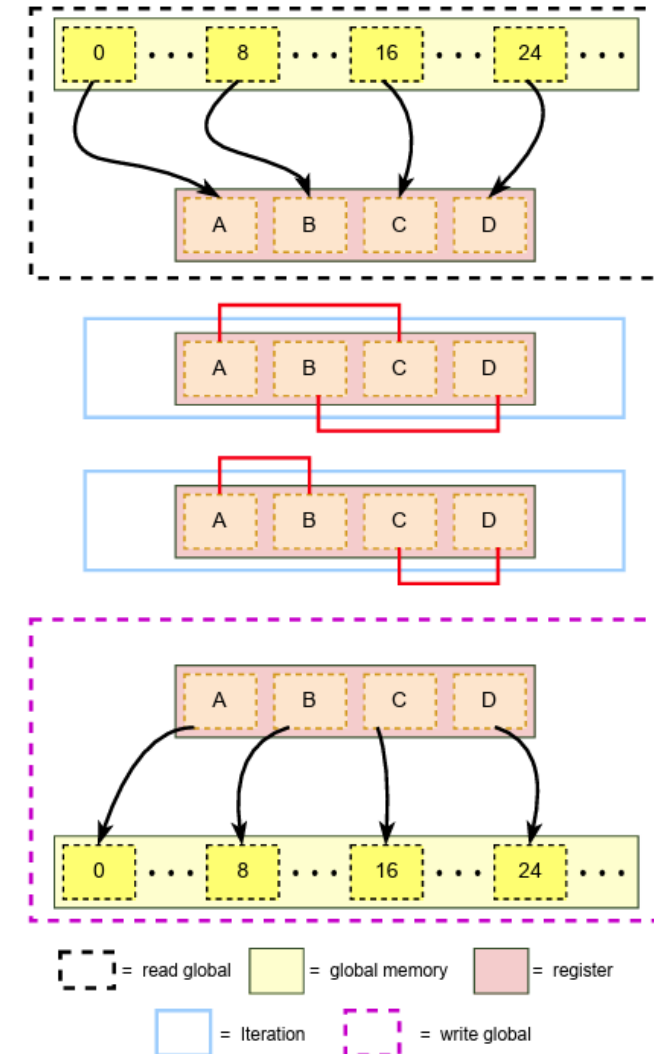 0 ... 8 ... 16 ... 24 ...
A B C D
A B C D
A B C D
A B C D
0 ... 8 ... 16 ... 24 ...
= read global = global memory = register
= Iteration = write global